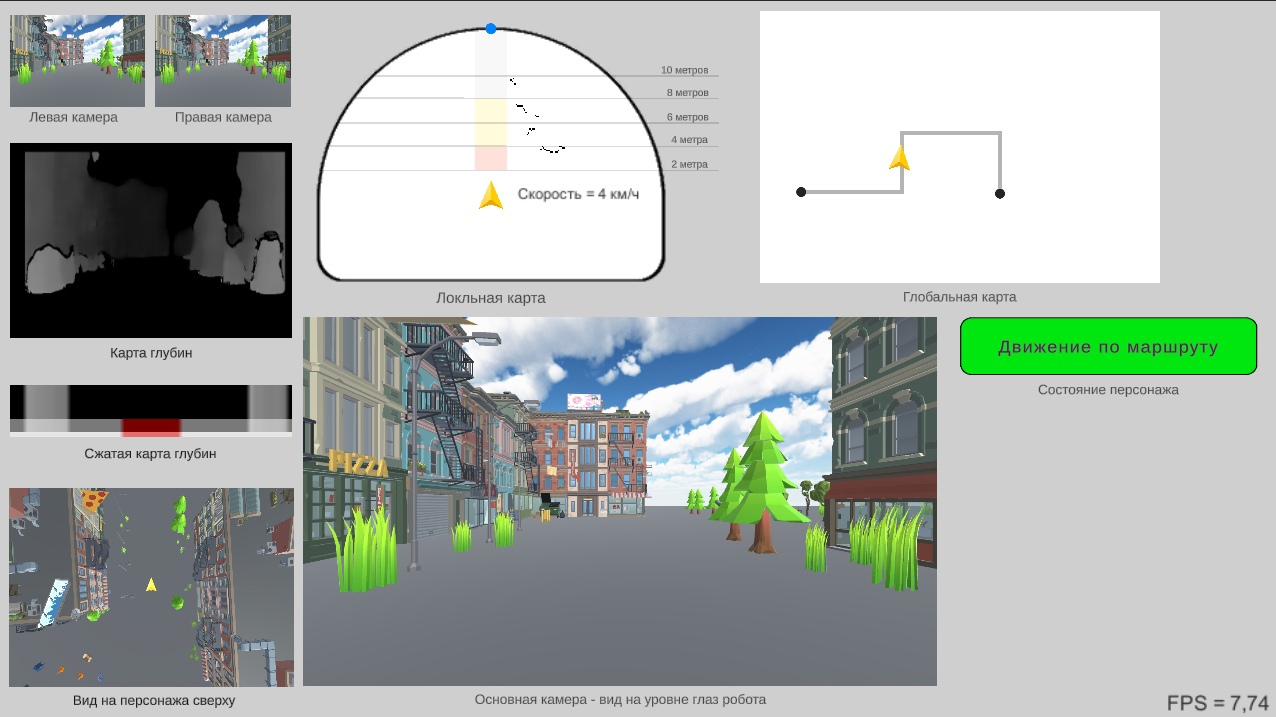 Левая камера
Правая камера
Карта глубин
Сжатая карта глубин
Вид на персонажа сверху
10 метров
8 метров
6 метров
4 метра
2 метра
Скорость = 4 км/ч
Локльная карта
Глобальная карта
PIZZA
Основная камера - вид на уровне глаз робота
Движение по маршруту
Состояние персонажа
FPS = 7,74